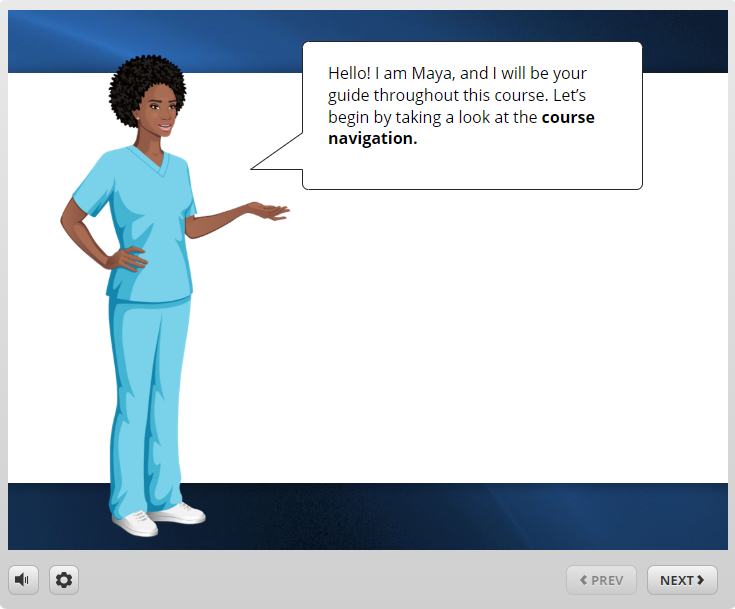 Hello! I am Maya, and I will be your
guide throughout this course. Let’s
begin by taking a look at the course
navigation.
PREV
NEXT